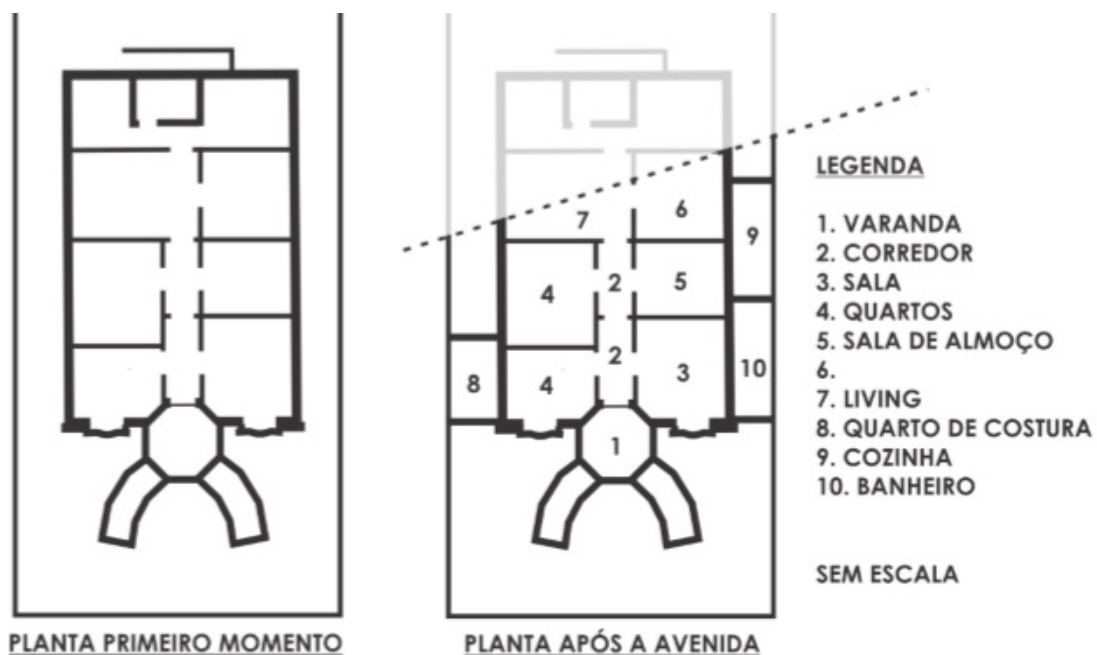 7
6
9
4
2
5
8
4
2
3
10
1
LEGENDA
1. VARANDA
2. CORREDOR
3. SALA
4. QUARTOS
5. SALA DE ALMOÇO
6.
7. LIVING
8. QUARTO DE COSTURA
9. COZINHA
10. BANHEIRO
SEM ESCALA
PLANTA PRIMEIRO MOMENTO
PLANTA APÓS A AVENIDA